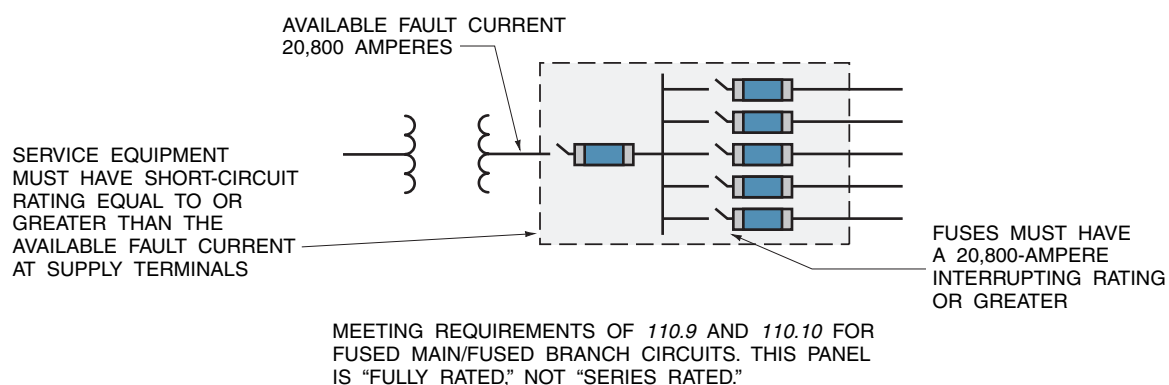 AVAILABLE FAULT CURRENT
20,800 AMPERES
SERVICE EQUIPMENT
MUST HAVE SHORT-CIRCUIT
RATING EQUAL TO OR
GREATER THAN THE
AVAILABLE FAULT CURRENT
AT SUPPLY TERMINALS
FUSES MUST HAVE
A 20,800-AMPERE
INTERRUPTING RATING
OR GREATER
MEETING REQUIREMENTS OF 110.9 AND 110.10 FOR
FUSED MAIN/FUSED BRANCH CIRCUITS. THIS PANEL
IS “FULLY RATED,” NOT “SERIES RATED.”